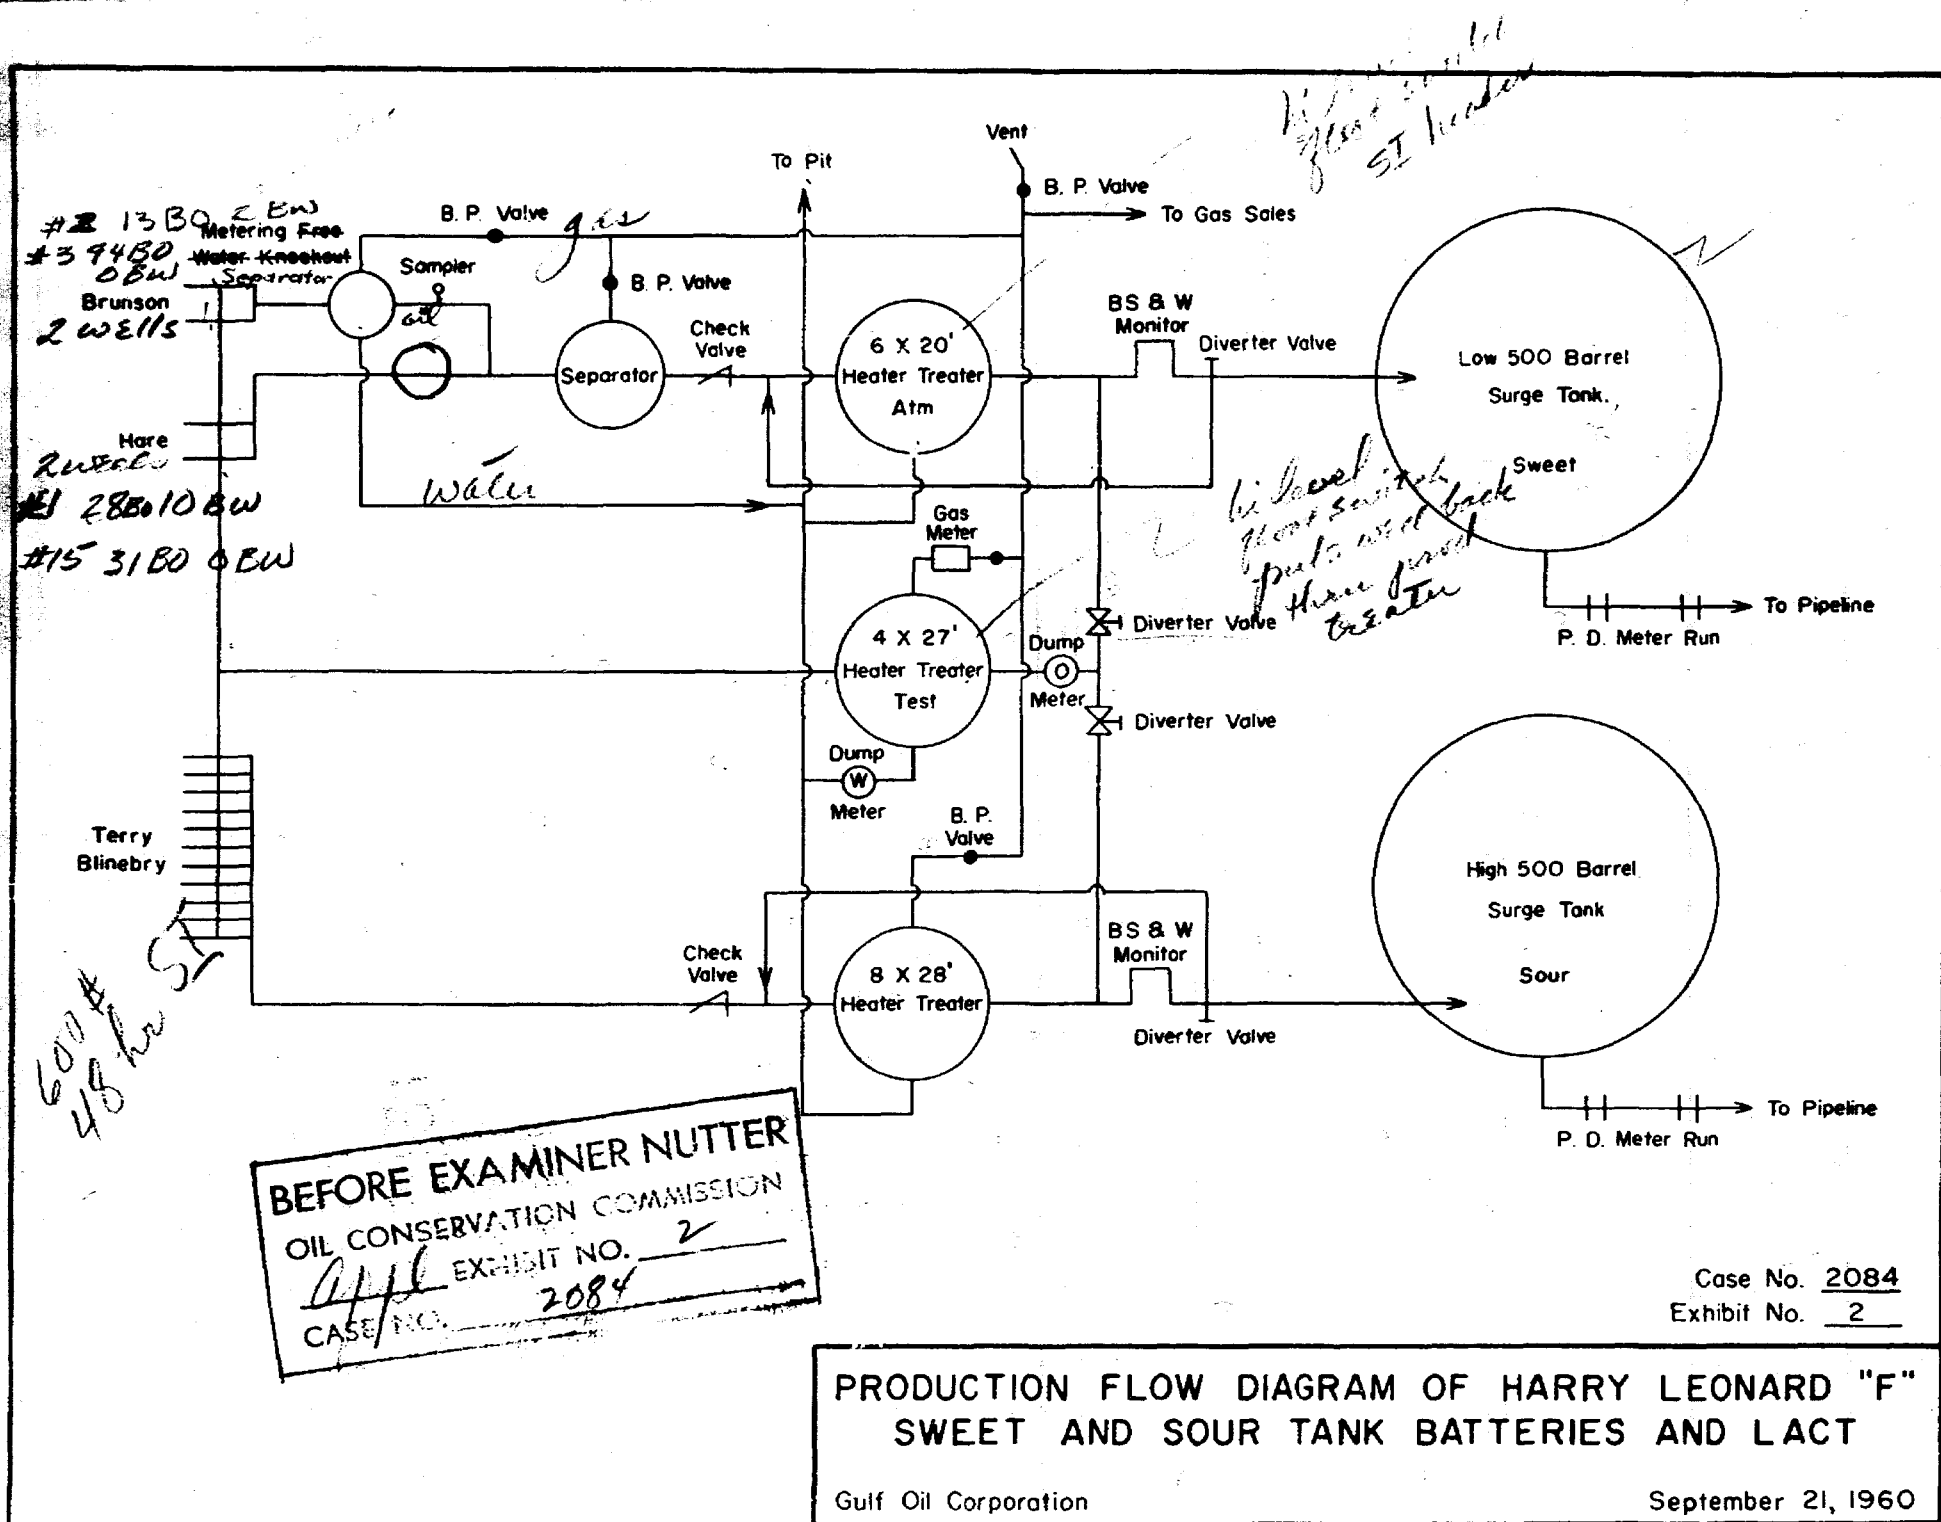 Vent
To Pit
B. P. Valve
To Gas Sales
SI header
#2 13 BO 2 BW
Metering Free
#3 94 BO
Water Knockout
0 BW
Separator
B. P. Valve
gas
Sampler
B. P. Valve
Brunson
2 wells
oil
Check
Valve
6 X 20'
Heater Treater
Atm
BS & W
Monitor
Diverter Valve
Low 500 Barrel
Surge Tank.
Sweet
Separator
Hare
2 wells
#1 28 BO 10 BW
#15 31 BO 0 BW
water
hi level
float switch
puts well back
thru prod
treater
Gas
Meter
To Pipeline
P. D. Meter Run
Diverter Valve
4 X 27'
Heater Treater
Test
Dump
O
Meter
Diverter Valve
Dump
W
Meter
B. P.
Valve
Terry
Blinebry
600#
48 hr SI
High 500 Barrel
Surge Tank
Sour
Check
Valve
8 X 28'
Heater Treater
BS & W
Monitor
Diverter Valve
To Pipeline
P. D. Meter Run
BEFORE EXAMINER NUTTER
OIL CONSERVATION COMMISSION
Appl EXHIBIT NO. 2
CASE NO. 2084
Case No. 2084
Exhibit No. 2
PRODUCTION FLOW DIAGRAM OF HARRY LEONARD "F"
SWEET AND SOUR TANK BATTERIES AND LACT
Gulf Oil Corporation
September 21, 1960